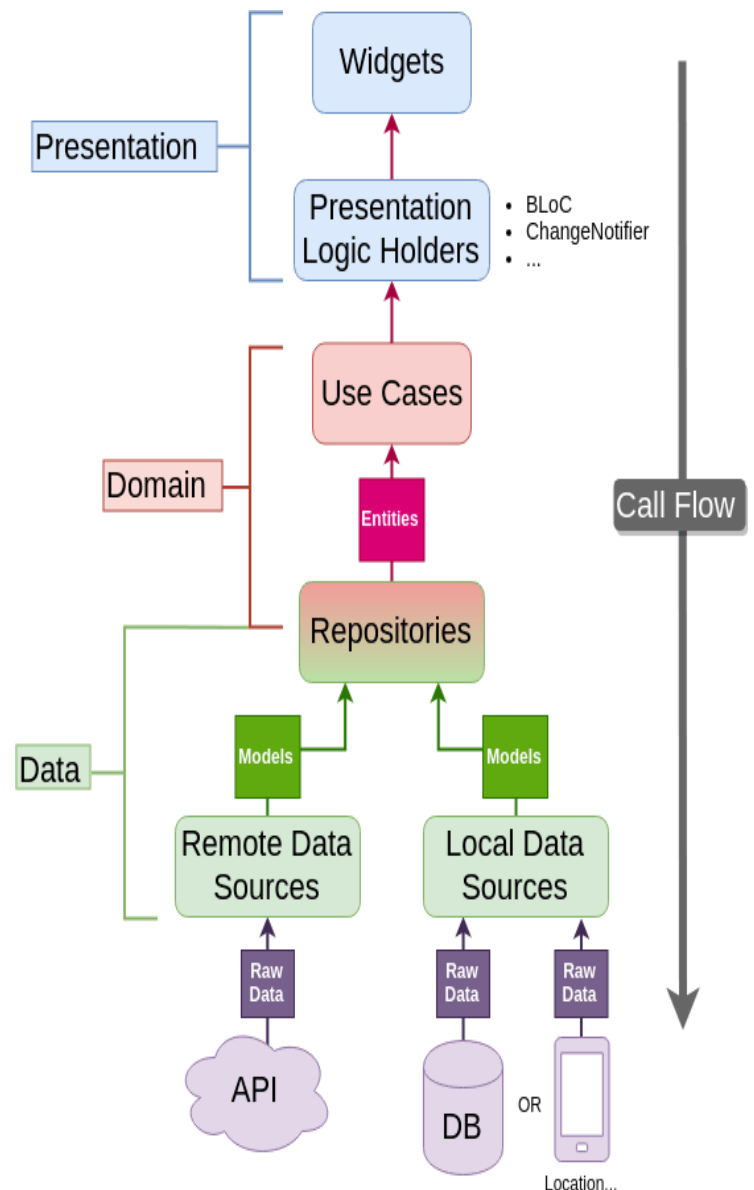 Widgets
Presentation
Presentation
Logic Holders
• BLoC
• ChangeNotifier
• ...
Use Cases
Domain
Entities
Call Flow
Repositories
Data
Models
Models
Remote Data
Sources
Local Data
Sources
Raw
Data
Raw
Data
Raw
Data
API
DB
OR
Location...